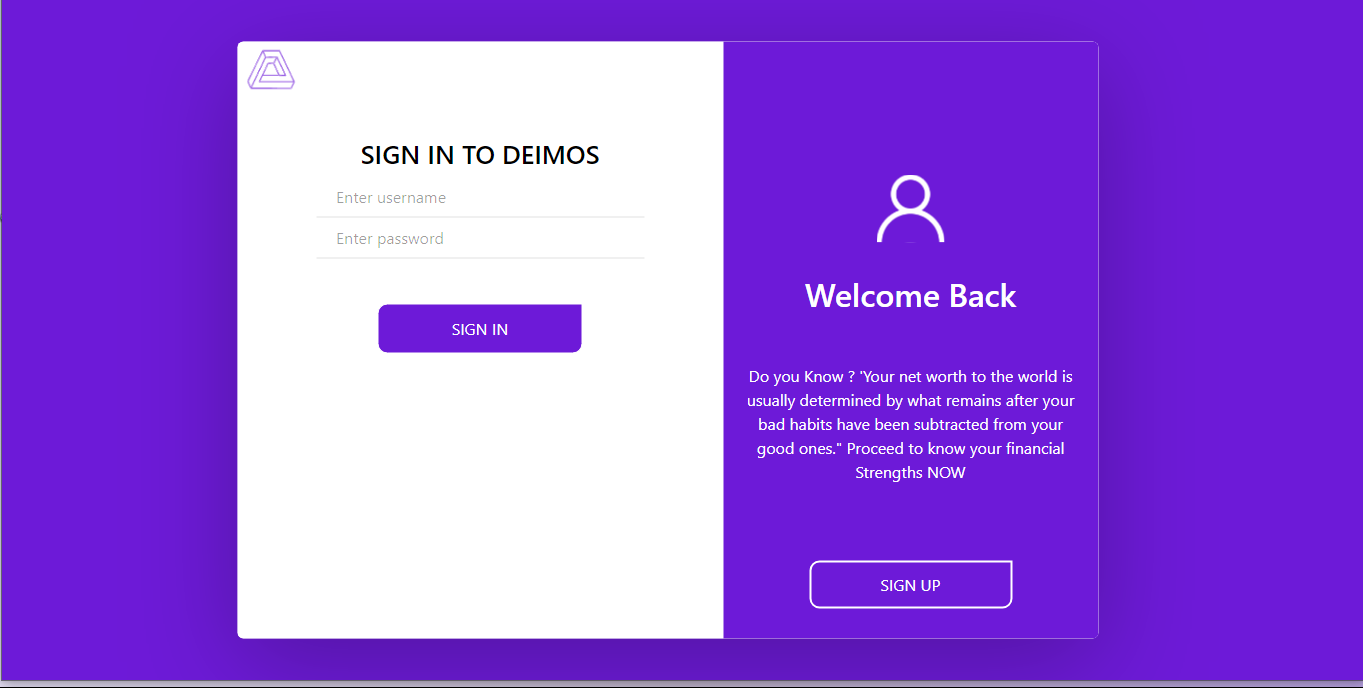 SIGN IN TO DEIMOS
Enter username
Enter password
SIGN IN
Welcome Back
Do you Know ? 'Your net worth to the world is
usually determined by what remains after your
bad habits have been subtracted from your
good ones." Proceed to know your financial
Strengths NOW
SIGN UP